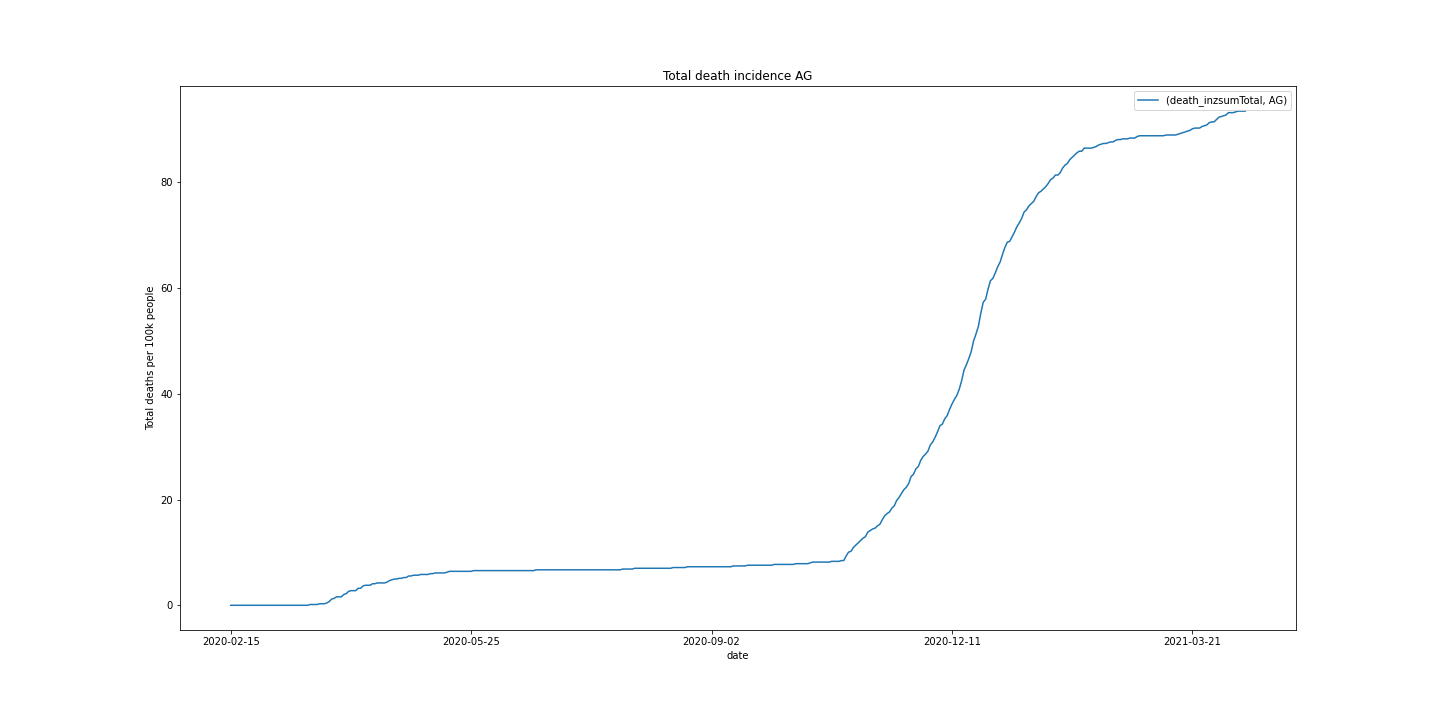 Total death incidence AG
(death_inzsumTotal, AG)
Total deaths per 100k people
80
60
40
20
0
2020-02-15
2020-05-25
2020-09-02
2020-12-11
2021-03-21
date